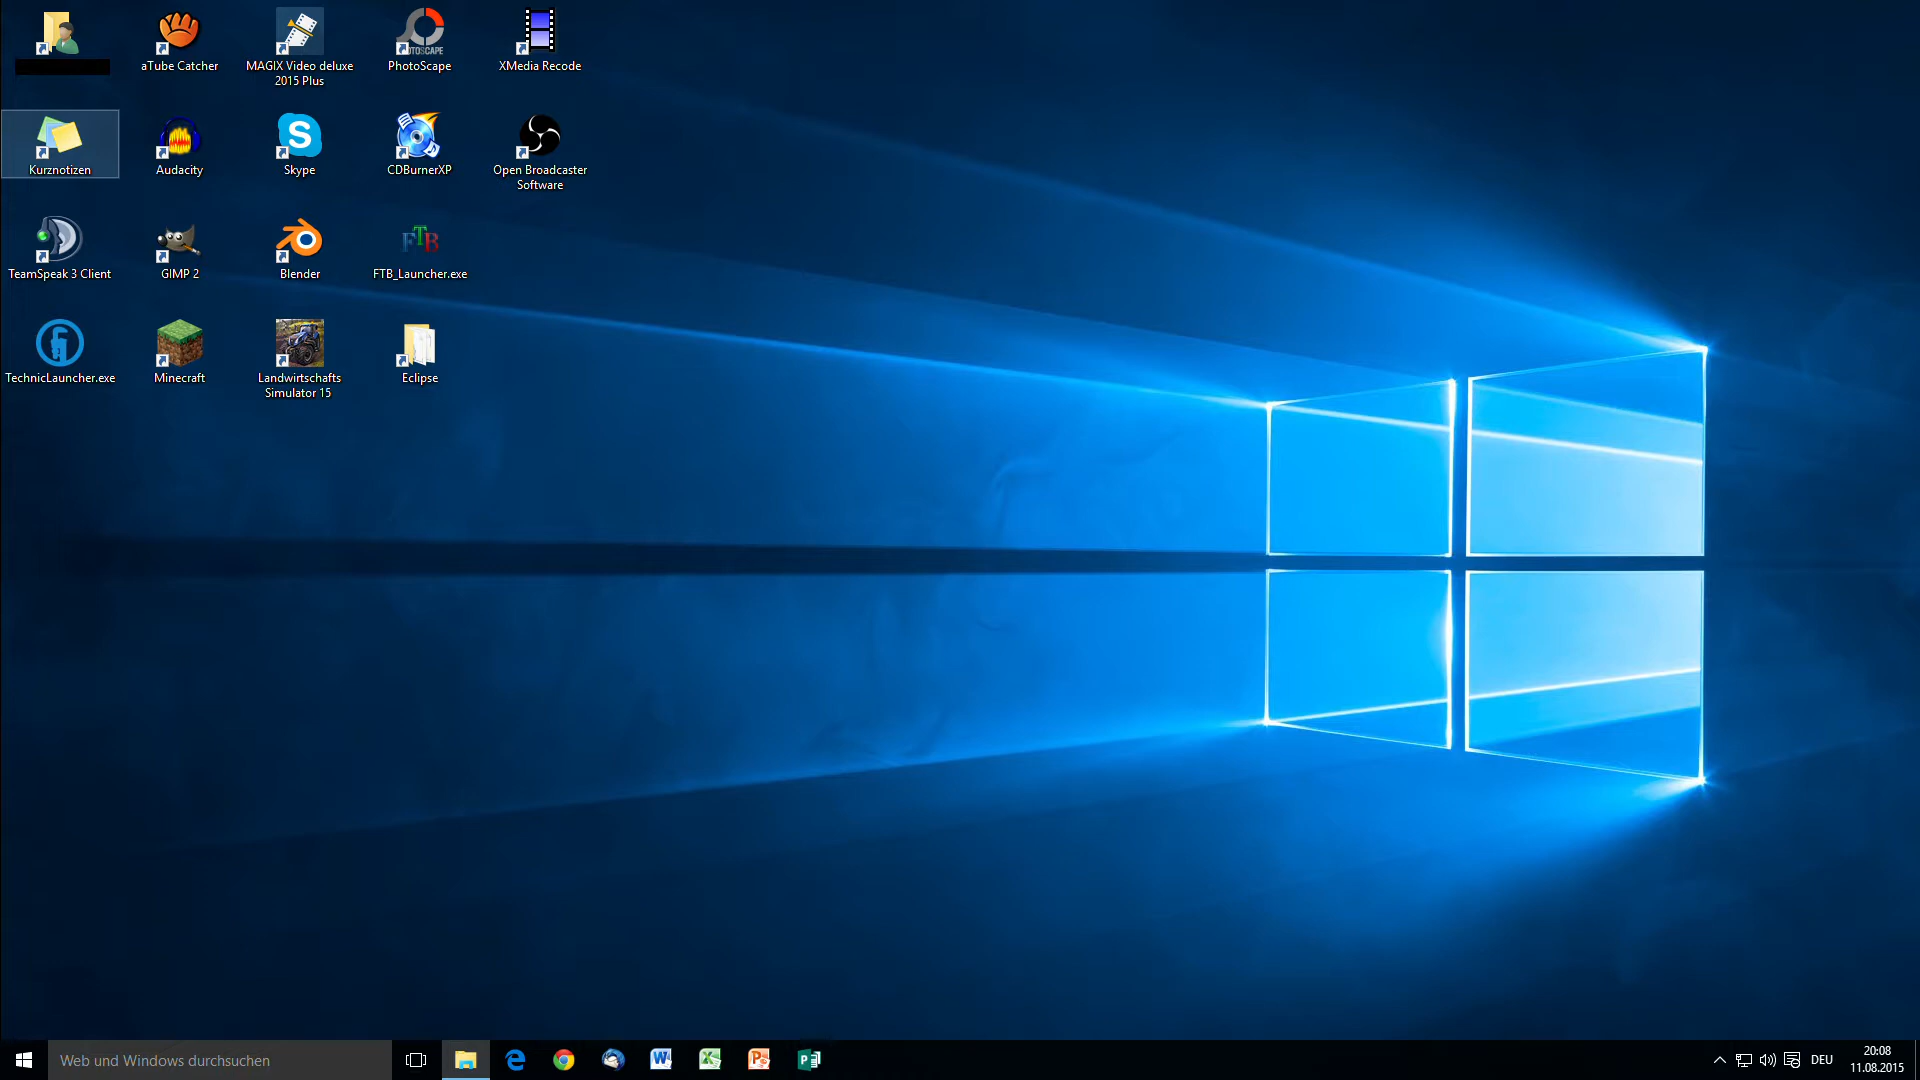 aTube Catcher
MAGIX Video deluxe
2015 Plus
PhotoScape
XMedia Recode
Kurznotizen
Audacity
Skype
CDBurnerXP
Open Broadcaster
Software
TeamSpeak 3 Client
GIMP 2
Blender
FTB
FTB_Launcher.exe
TechnicLauncher.exe
Minecraft
Landwirtschafts
Simulator 15
Eclipse
Web und Windows durchsuchen
DEU
20:08
11.08.2015